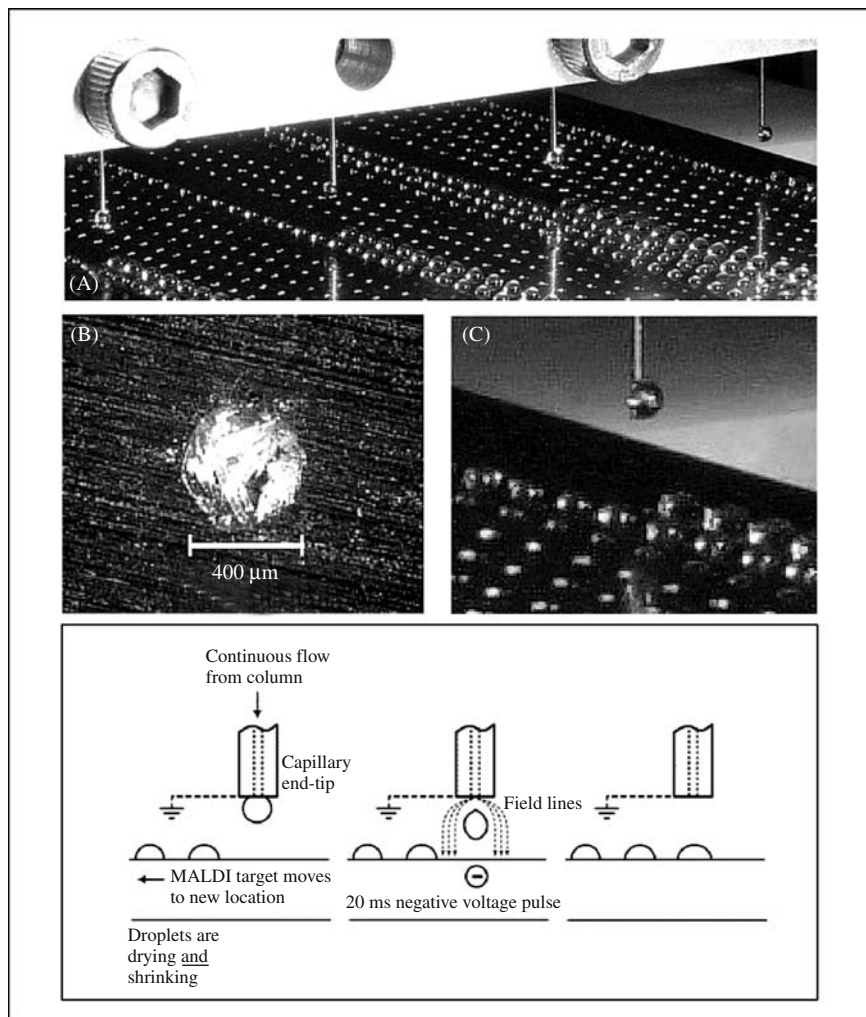 (A)
(B)
(C)
400 μm
Continuous flow
from column
Capillary
end-tip
Field lines
MALDI target moves
to new location
20 ms negative voltage pulse
Droplets are
drying and
shrinking